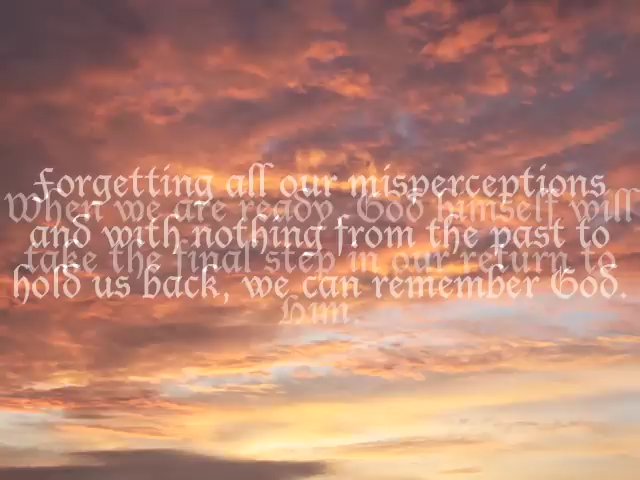 Forgetting all our misperceptions
When we are ready, God Himself will
and with nothing from the past to
take the final step in our return to
hold us back, we can remember God.
Him.